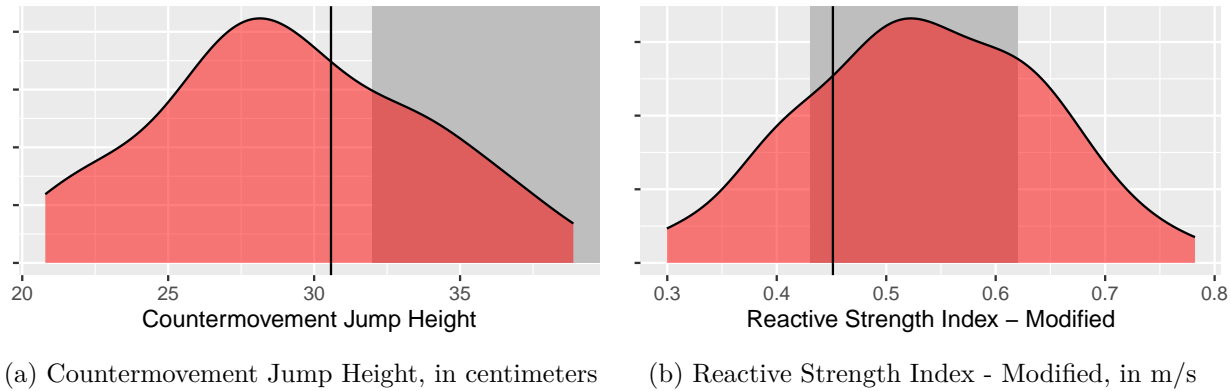 20 25 30 35
Countermovement Jump Height
(a) Countermovement Jump Height, in centimeters
0.3 0.4 0.5 0.6 0.7 0.8
Reactive Strength Index – Modified
(b) Reactive Strength Index - Modified, in m/s